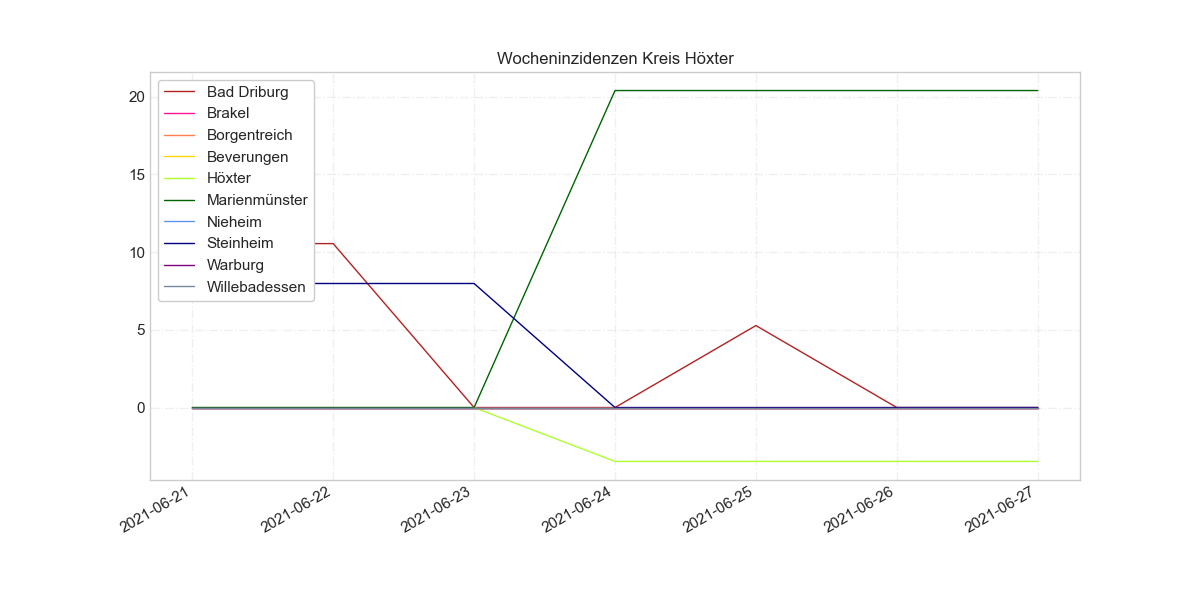 Wocheninzidenzen Kreis Höxter
Bad Driburg
Brakel
Borgentreich
Beverungen
Höxter
Marienmünster
Nieheim
Steinheim
Warburg
Willebadessen
20
15
10
5
0
2021-06-21
2021-06-22
2021-06-23
2021-06-24
2021-06-25
2021-06-26
2021-06-27